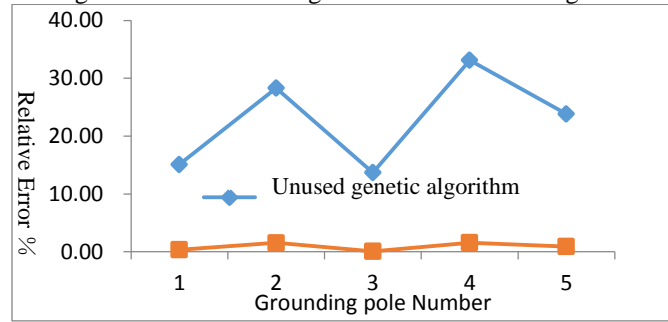 40.00
30.00
20.00
10.00
0.00
Relative Error %
Unused genetic algorithm
1 2 3 4 5
Grounding pole Number